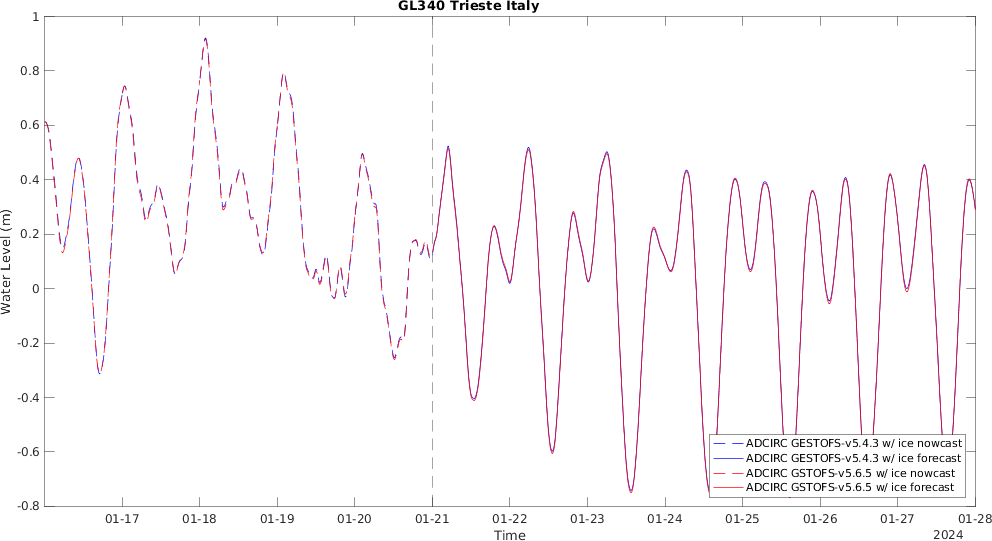 GL340 Trieste Italy
Water Level (m)
1
0.8
0.6
0.4
0.2
0
-0.2
-0.4
-0.6
-0.8
ADCIRC GESTOFS-v5.4.3 w/ ice nowcast
ADCIRC GESTOFS-v5.4.3 w/ ice forecast
ADCIRC GSTOFS-v5.6.5 w/ ice nowcast
ADCIRC GSTOFS-v5.6.5 w/ ice forecast
01-17 01-18 01-19 01-20 01-21 01-22 01-23 01-24 01-25 01-26 01-27 01-28
Time
2024